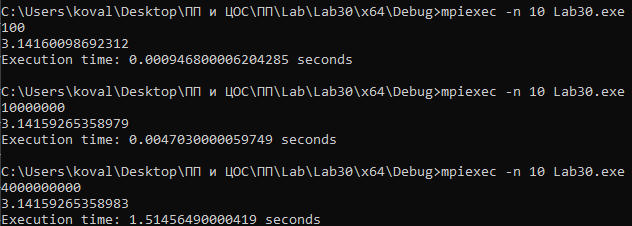 C:\Users\koval\Desktop\ПП и ЦОС\ПП\Lab\Lab30\x64\Debug>mpiexec -n 10 Lab30.exe
100
3.14160098692312
Execution time: 0.000946800006204285 seconds
C:\Users\koval\Desktop\ПП и ЦОС\ПП\Lab\Lab30\x64\Debug>mpiexec -n 10 Lab30.exe
10000000
3.14159265358979
Execution time: 0.0047030000059749 seconds
C:\Users\koval\Desktop\ПП и ЦОС\ПП\Lab\Lab30\x64\Debug>mpiexec -n 10 Lab30.exe
4000000000
3.14159265358983
Execution time: 1.51456490000419 seconds